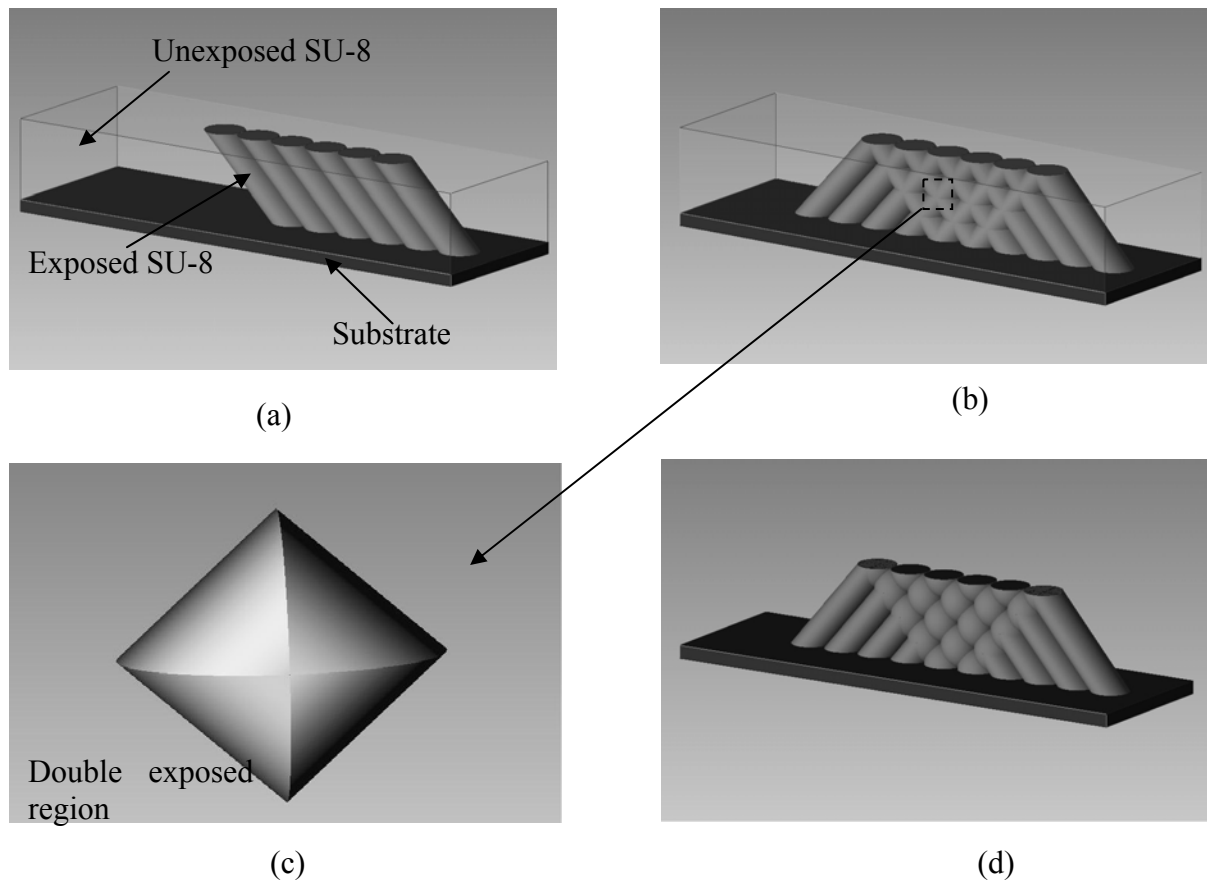 Unexposed SU-8
Exposed SU-8
Substrate
(a)
(b)
Double exposed
region
(c)
(d)